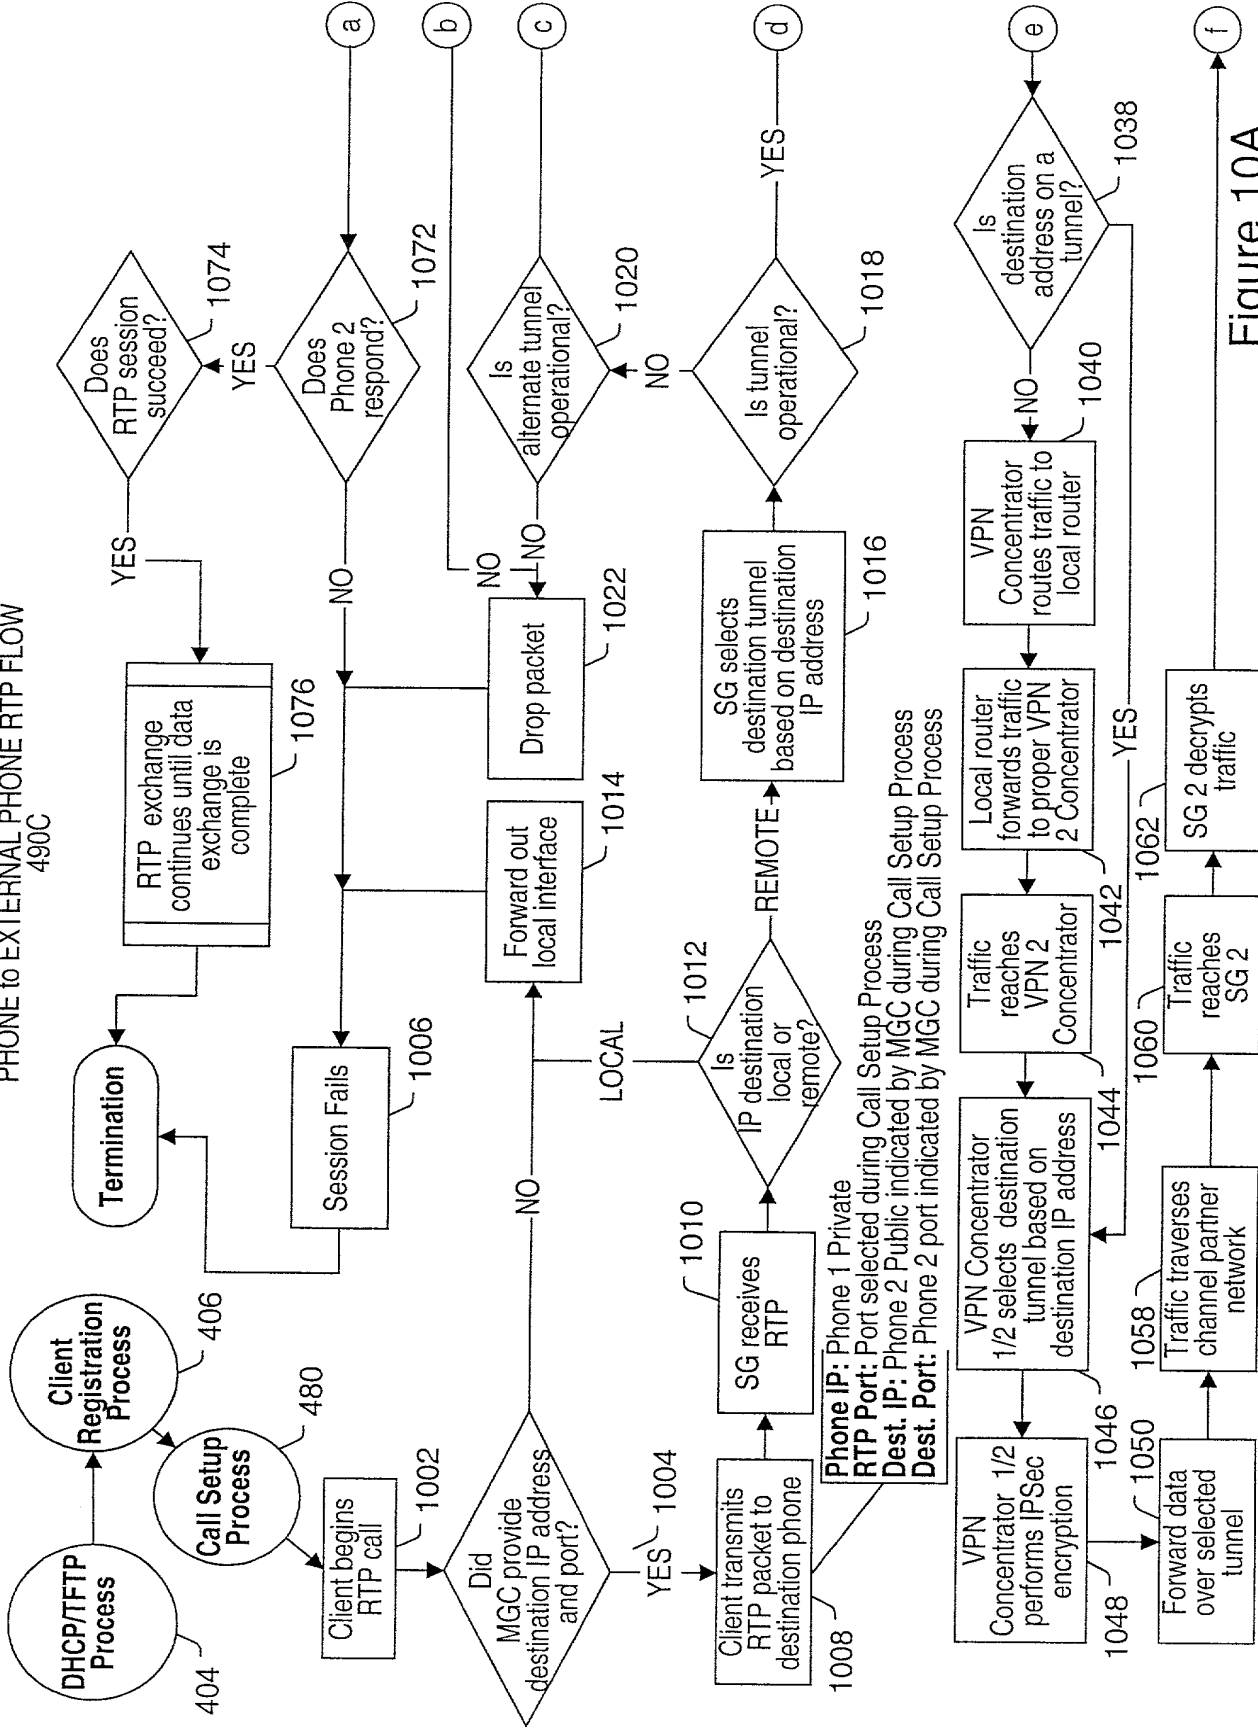 PHONE to EXTERNAL PHONE RTP FLOW
490C
DHCP/TFTP
Process
404
Client
Registration
Process
406
Call Setup
Process
480
Client begins
RTP call
1002
Did
MGC provide
destination IP address
and port?
NO
YES
1004
Client transmits
RTP packet to
destination phone
1008
Phone IP: Phone 1 Private
RTP Port: Port selected during Call Setup Process
Dest. IP: Phone 2 Public indicated by MGC during Call Setup Process
Dest. Port: Phone 2 port indicated by MGC during Call Setup Process
SG receives
RTP
1010
Is
IP destination
local or
remote?
1012
LOCAL
REMOTE
Forward out
local interface
1014
SG selects
destination tunnel
based on destination
IP address
1016
Is tunnel
operational?
1018
YES
d
NO
Is
alternate tunnel
operational?
1020
c
NO
NO
b
Drop packet
1022
Session Fails
1006
Termination
RTP exchange
continues until data
exchange is
complete
1076
YES
Does
RTP session
succeed?
1074
YES
Does
Phone 2
respond?
1072
NO
a
e
Is
destination
address on a
tunnel?
1038
NO
YES
VPN
Concentrator
routes traffic to
local router
1040
Local router
forwards traffic
to proper VPN
2 Concentrator
1042
Traffic
reaches
VPN 2
Concentrator
1044
VPN Concentrator
1/2 selects destination
tunnel based on
destination IP address
1046
VPN
Concentrator 1/2
performs IPSec
encryption
1048
Forward data
over selected
tunnel
1050
Traffic traverses
channel partner
network
1058
Traffic
reaches
SG 2
1060
SG 2 decrypts
traffic
1062
f
Figure 10A